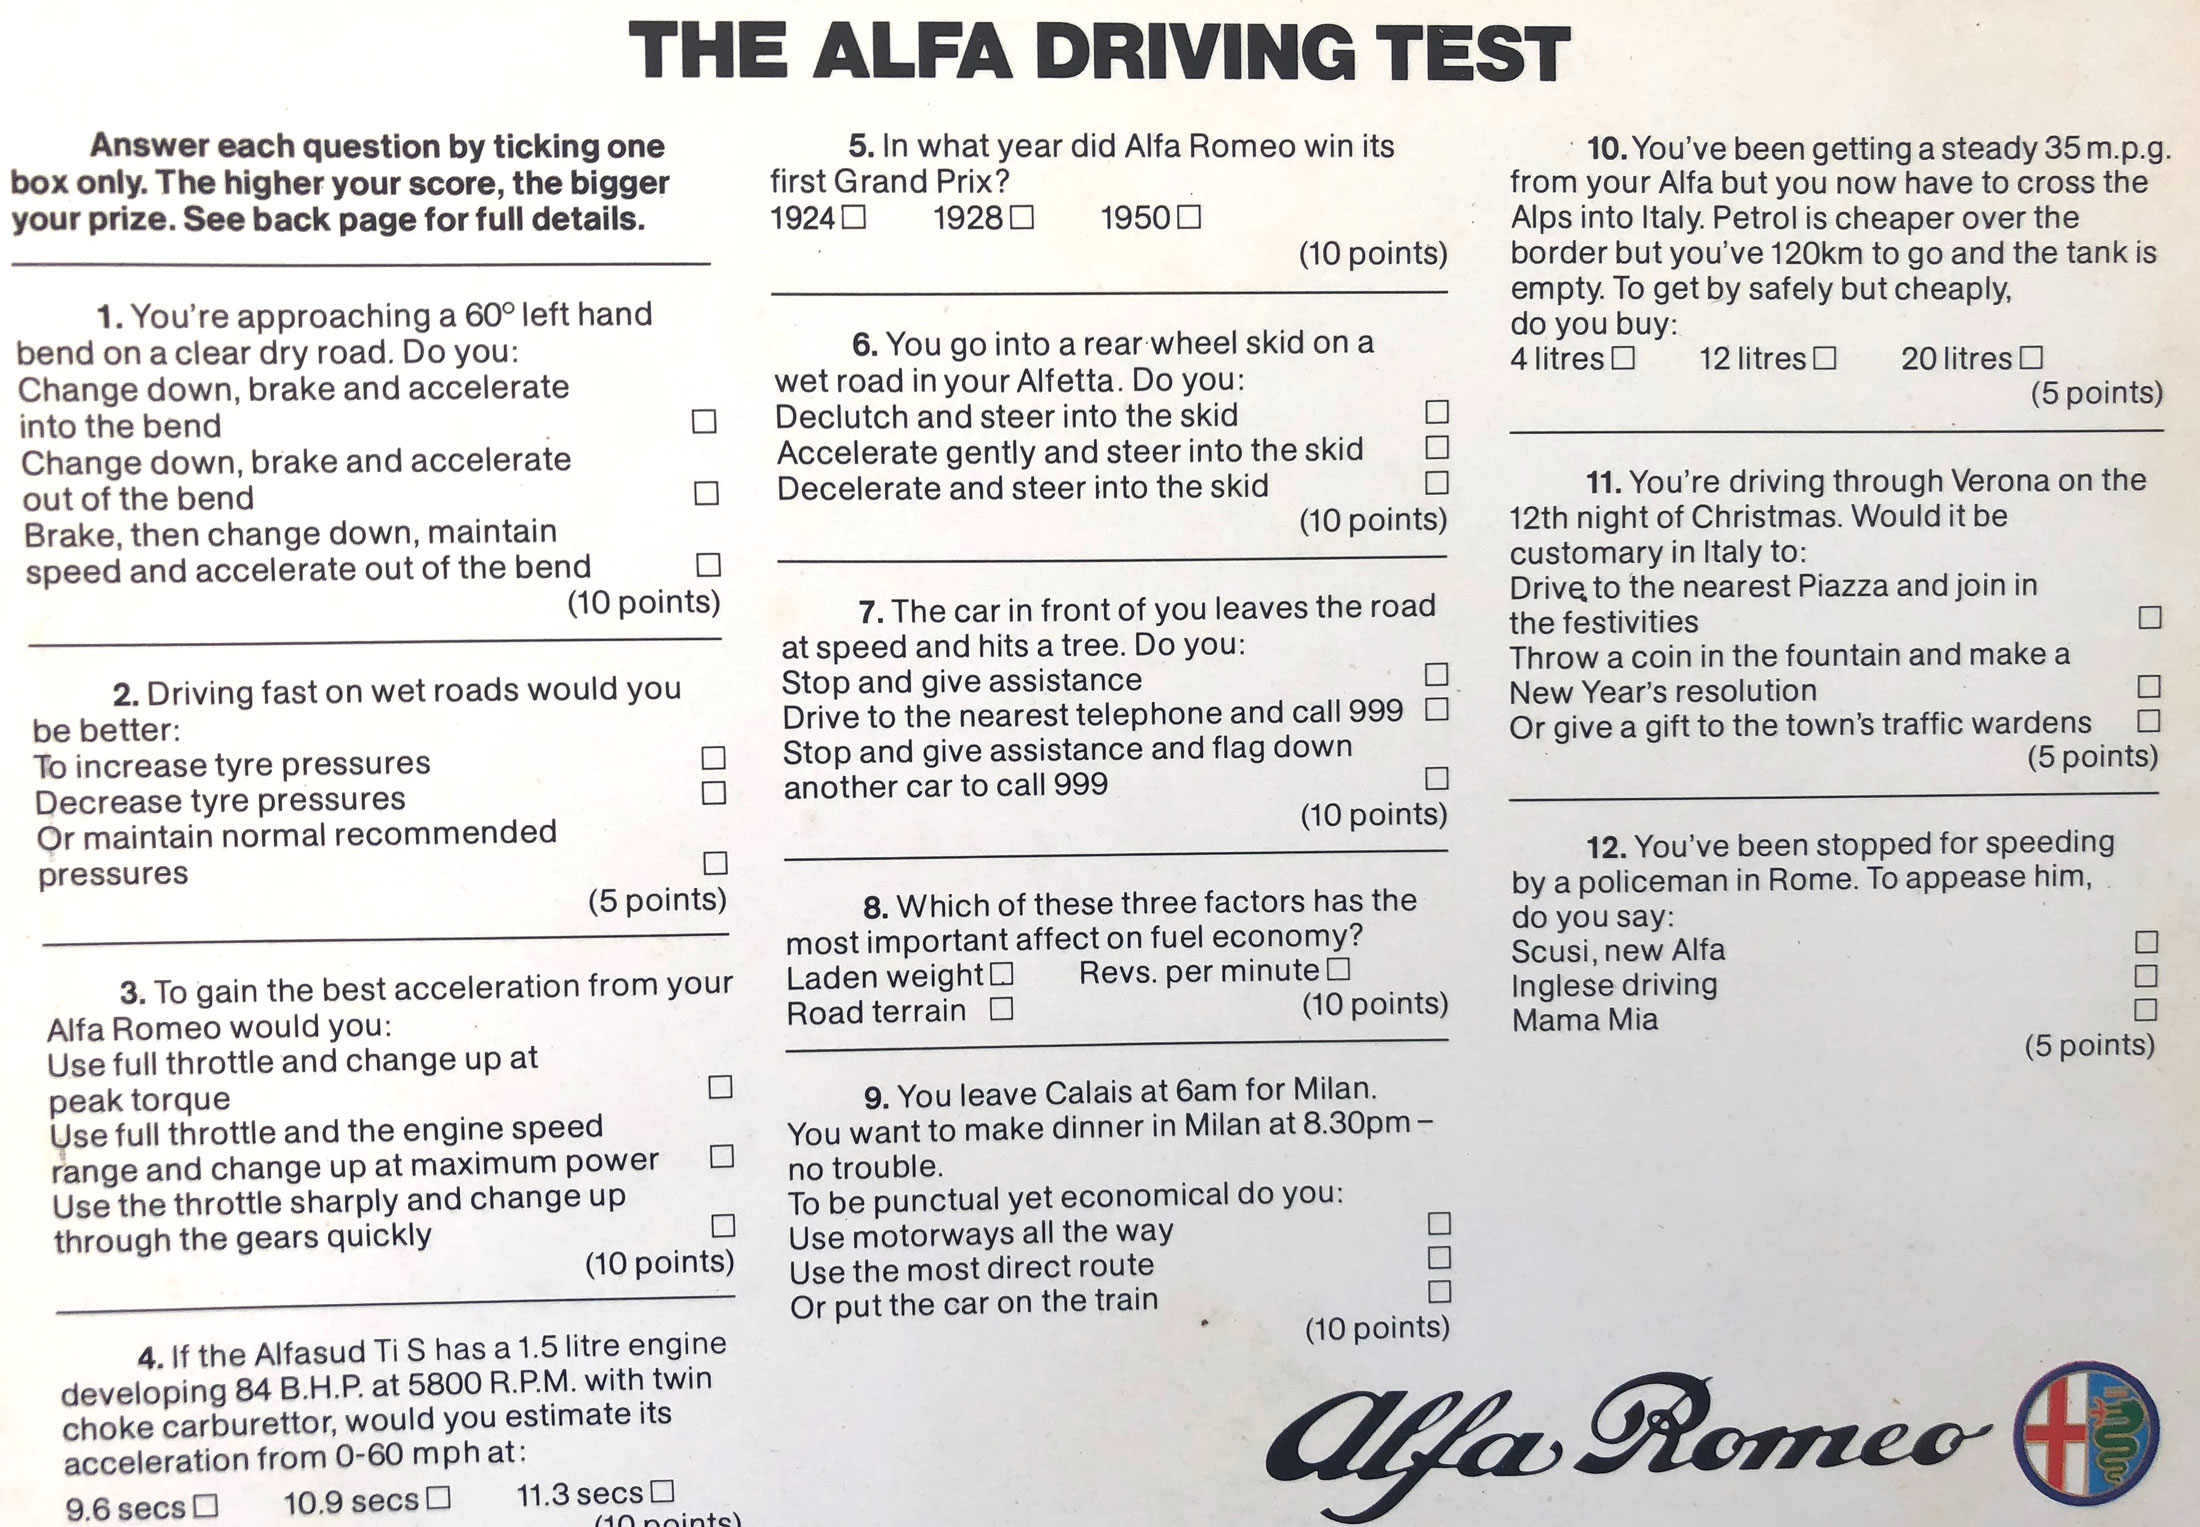 THE ALFA DRIVING TEST
Answer each question by ticking one
box only. The higher your score, the bigger
your prize. See back page for full details.
1. You're approaching a 60° left hand
bend on a clear dry road. Do you:
Change down, brake and accelerate
into the bend
Change down, brake and accelerate
out of the bend
Brake, then change down, maintain
speed and accelerate out of the bend
(10 points)
2. Driving fast on wet roads would you
be better:
To increase tyre pressures
Decrease tyre pressures
Or maintain normal recommended
pressures
(5 points)
3. To gain the best acceleration from your
Alfa Romeo would you:
Use full throttle and change up at
peak torque
Use full throttle and the engine speed
range and change up at maximum power
Use the throttle sharply and change up
through the gears quickly
(10 points)
4. If the Alfasud Ti S has a 1.5 litre engine
developing 84 B.H.P. at 5800 R.P.M. with twin
choke carburettor, would you estimate its
acceleration from 0-60 mph at:
9.6 secs 10.9 secs 11.3 secs
(10 points)
5. In what year did Alfa Romeo win its
first Grand Prix?
1924 1928 1950
(10 points)
6. You go into a rear wheel skid on a
wet road in your Alfetta. Do you:
Declutch and steer into the skid
Accelerate gently and steer into the skid
Decelerate and steer into the skid
(10 points)
7. The car in front of you leaves the road
at speed and hits a tree. Do you:
Stop and give assistance
Drive to the nearest telephone and call 999
Stop and give assistance and flag down
another car to call 999
(10 points)
8. Which of these three factors has the
most important affect on fuel economy?
Laden weight Revs. per minute
Road terrain (10 points)
9. You leave Calais at 6am for Milan.
You want to make dinner in Milan at 8.30pm –
no trouble.
To be punctual yet economical do you:
Use motorways all the way
Use the most direct route
Or put the car on the train
(10 points)
10. You've been getting a steady 35 m.p.g.
from your Alfa but you now have to cross the
Alps into Italy. Petrol is cheaper over the
border but you've 120km to go and the tank is
empty. To get by safely but cheaply,
do you buy:
4 litres 12 litres 20 litres
(5 points)
11. You're driving through Verona on the
12th night of Christmas. Would it be
customary in Italy to:
Drive to the nearest Piazza and join in
the festivities
Throw a coin in the fountain and make a
New Year's resolution
Or give a gift to the town's traffic wardens
(5 points)
12. You've been stopped for speeding
by a policeman in Rome. To appease him,
do you say:
Scusi, new Alfa
Inglese driving
Mama Mia
(5 points)
Alfa Romeo